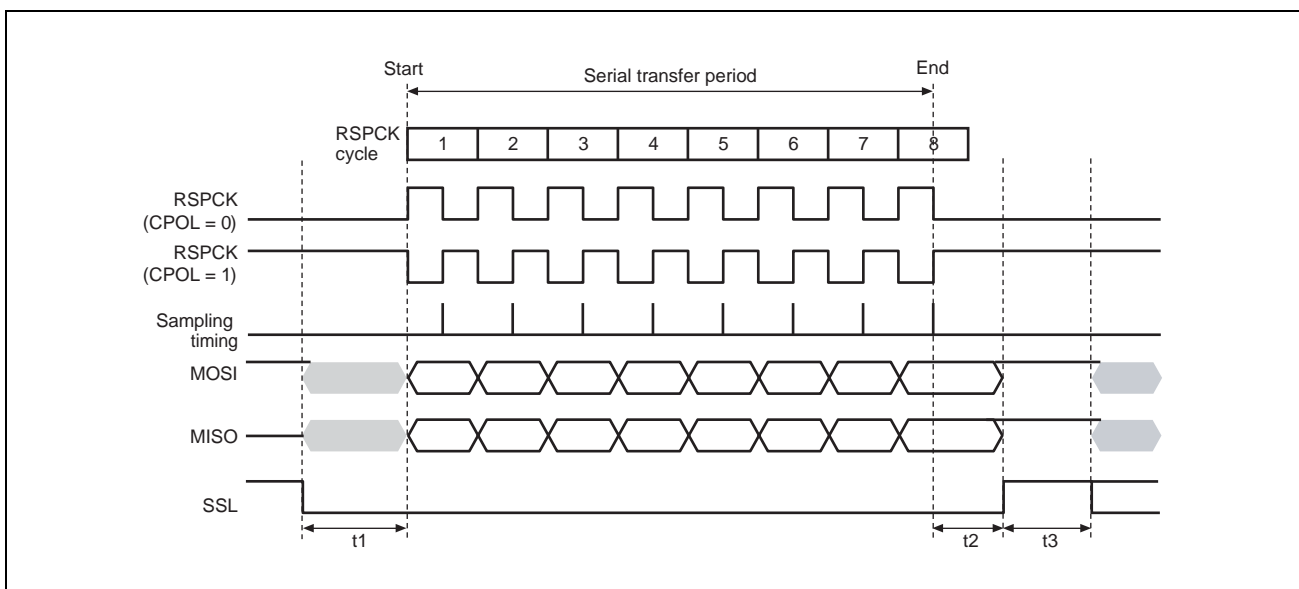 Start
Serial transfer period
End
RSPCK
cycle
1 2 3 4 5 6 7 8
RSPCK
(CPOL = 0)
RSPCK
(CPOL = 1)
Sampling
timing
MOSI
MISO
SSL
t1
t2
t3